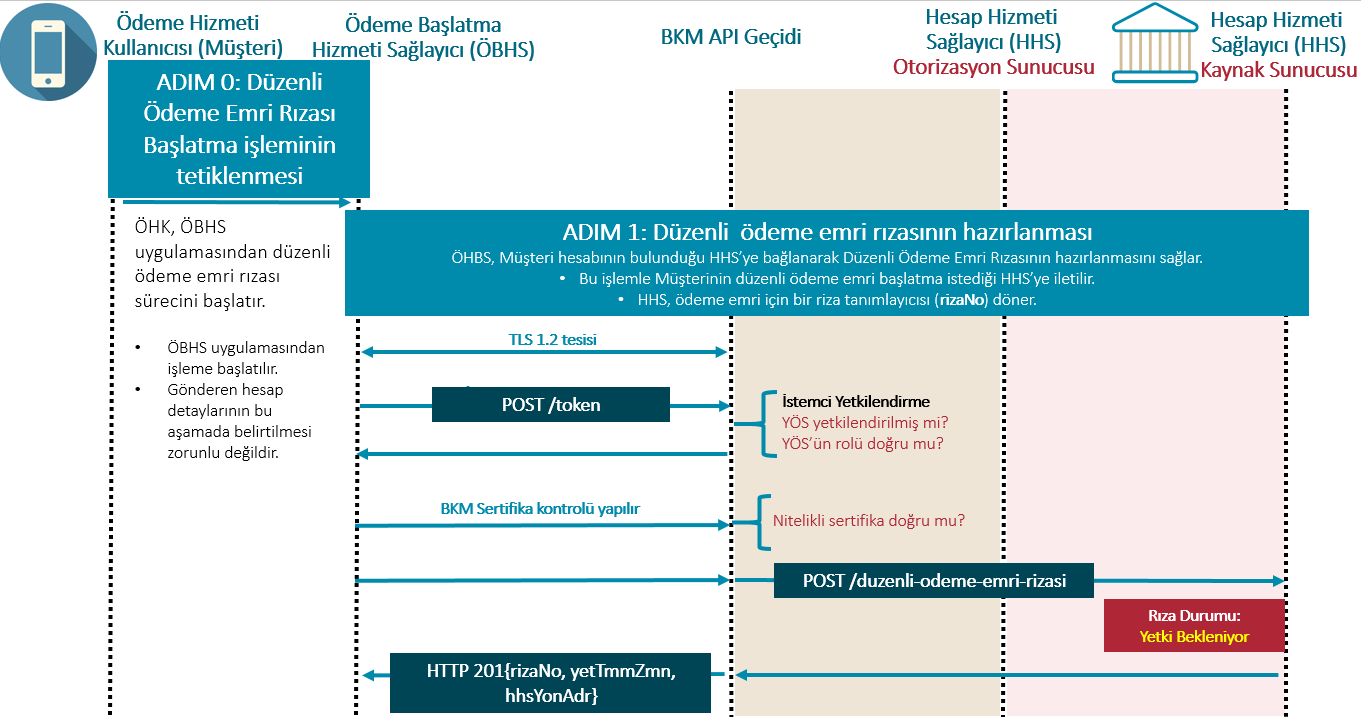 Ödeme Hizmeti
Kullanıcısı (Müşteri)
Ödeme Başlatma
Hizmeti Sağlayıcı (ÖBHS)
BKM API Geçidi
Hesap Hizmeti
Sağlayıcı (HHS)
Otorizasyon Sunucusu
Hesap Hizmeti
Sağlayıcı (HHS)
Kaynak Sunucusu
ADIM 0: Düzenli
Ödeme Emri Rızası
Başlatma işleminin
tetiklenmesi
ÖHK, ÖBHS
uygulamasından düzenli
ödeme emri rızası
sürecini başlatır.
• ÖBHS uygulamasından
işleme başlatılır.
• Gönderen hesap
detaylarının bu
aşamada belirtilmesi
zorunlu değildir.
ADIM 1: Düzenli ödeme emri rızasının hazırlanması
ÖHBS, Müşteri hesabının bulunduğu HHS’ye bağlanarak Düzenli Ödeme Emri Rızasının hazırlanmasını sağlar.
• Bu işlemle Müşterinin düzenli ödeme emri başlatma istediği HHS’ye iletilir.
• HHS, ödeme emri için bir riza tanımlayıcısı (rizaNo) döner.
TLS 1.2 tesisi
POST /token
İstemci Yetkilendirme
YÖS yetkilendirilmiş mi?
YÖS’ün rolü doğru mu?
BKM Sertifika kontrolü yapılır
Nitelikli sertifika doğru mu?
POST /duzenli-odeme-emri-rizasi
Rıza Durumu:
Yetki Bekleniyor
HTTP 201{rizaNo, yetTmmZmn,
hhsYonAdr}